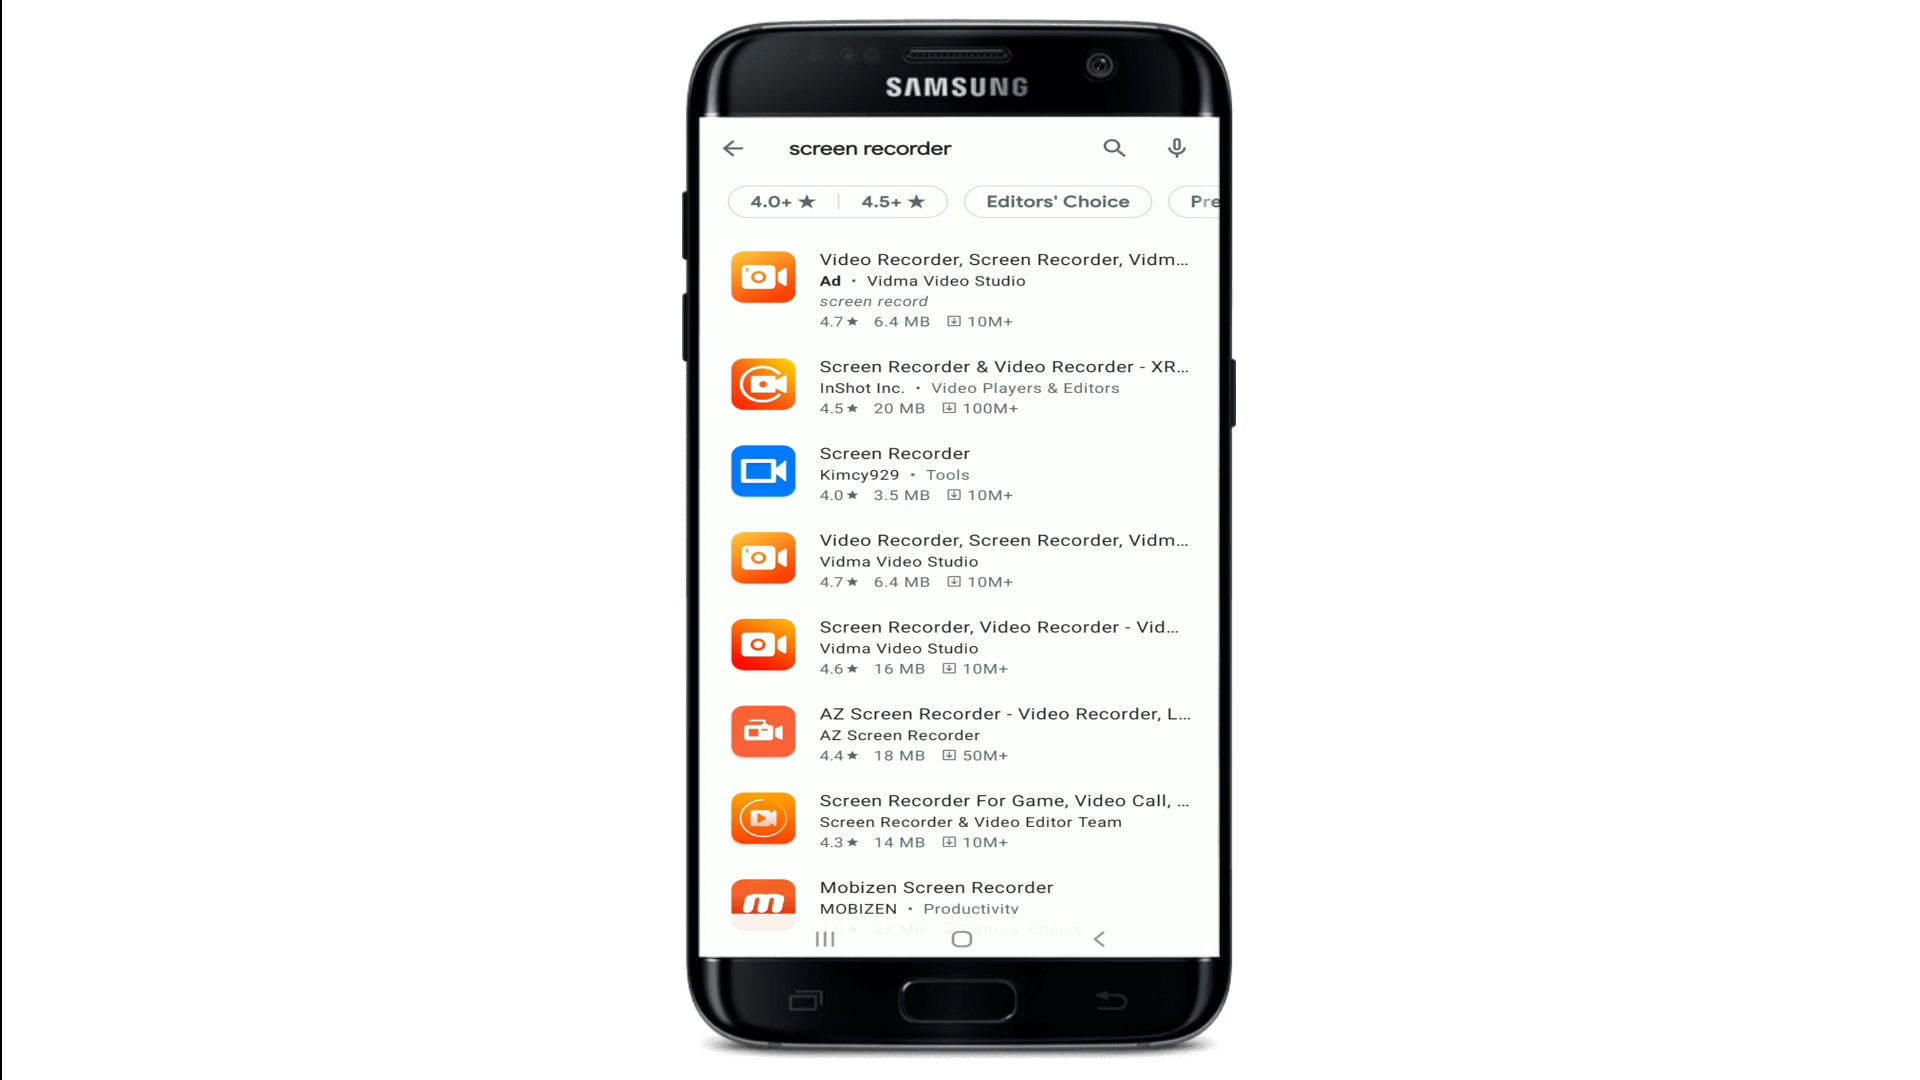 SAMSUNG
screen recorder
4.0+ ★ | 4.5+ ★ Editors' Choice Pre
Video Recorder, Screen Recorder, Vidm...
Ad • Vidma Video Studio
screen record
4.7★ 6.4 MB 10M+
Screen Recorder & Video Recorder - XR...
InShot Inc. • Video Players & Editors
4.5★ 20 MB 100M+
Screen Recorder
Kimcy929 • Tools
4.0★ 3.5 MB 10M+
Video Recorder, Screen Recorder, Vidm...
Vidma Video Studio
4.7★ 6.4 MB 10M+
Screen Recorder, Video Recorder - Vid...
Vidma Video Studio
4.6★ 16 MB 10M+
AZ Screen Recorder - Video Recorder, L...
AZ Screen Recorder
4.4★ 18 MB 50M+
Screen Recorder For Game, Video Call, ...
Screen Recorder & Video Editor Team
4.3★ 14 MB 10M+
Mobizen Screen Recorder
MOBIZEN • Productivity
28 MB Editors' Choice